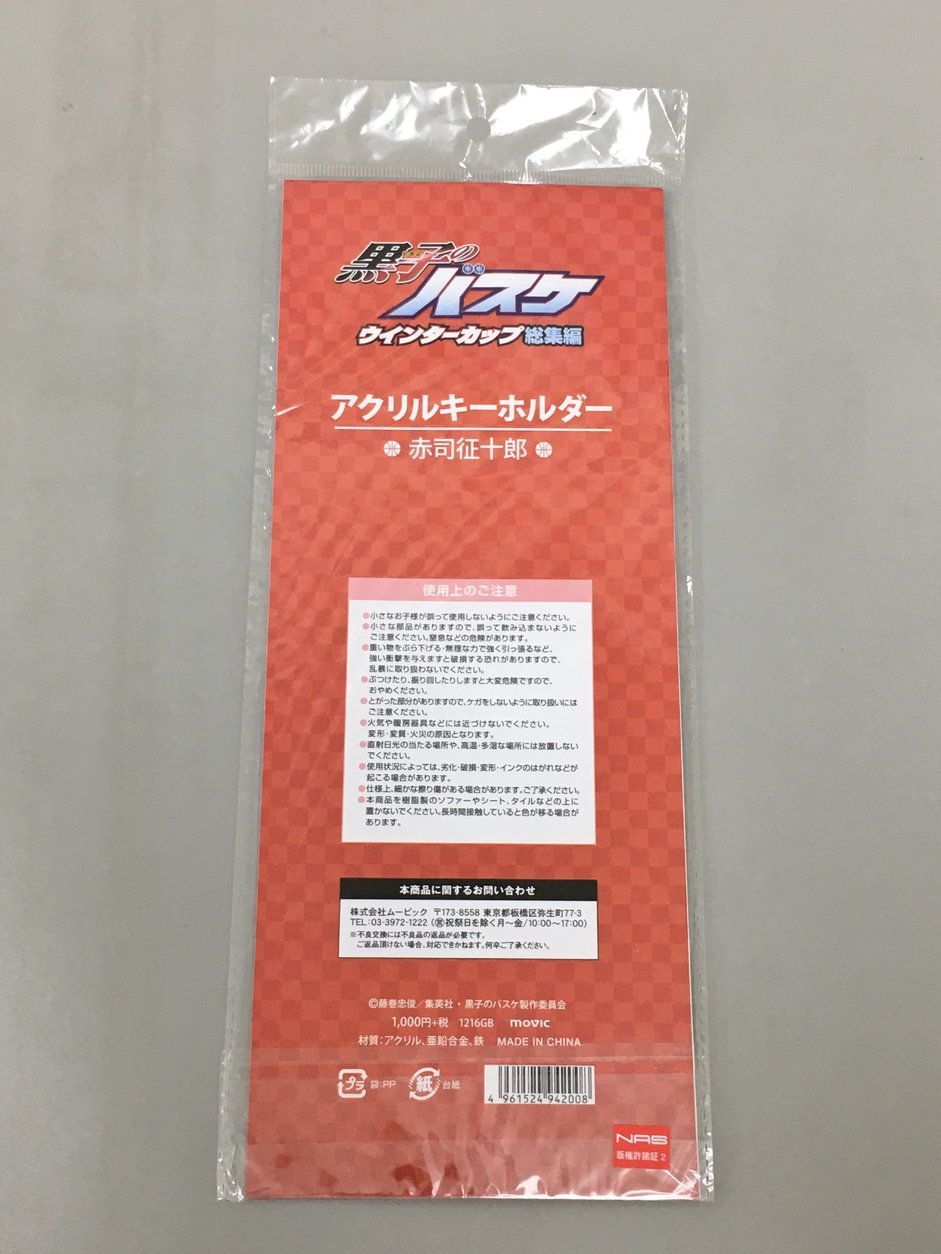 黒子の
バスケ
ウインターカップ 総集編
アクリルキーホルダー
赤司征十郎
使用上のご注意
●小さなお子様が誤って使用しないようにご注意ください。
●小さな部品がありますので、誤って飲み込まないように
ご注意ください。窒息などの危険があります。
●重い物をぶら下げる・無理な力で強く引っ張るなど、
強い衝撃を与えますと破損する恐れがありますので、
乱暴に取り扱わないでください。
●ぶつけたり、振り回したりしますと大変危険ですので、
おやめください。
●とがった部分がありますので、ケガをしないように取り扱いには
ご注意ください。
●火気や暖房器具などには近づけないでください。
変形・変質・火災の原因となります。
●直射日光の当たる場所や、高温・多湿な場所には放置しない
でください。
●使用状況によっては、劣化・破損・変形・インクのはがれなどが
起こる場合があります。
●仕様上、細かな擦り傷がある場合があります。ご了承ください。
●本商品を樹脂製のソファーやシート、タイルなどの上に
置かないでください。長時間接触していると色が移る場合が
あります。
本商品に関するお問い合わせ
株式会社ムービック 〒173-8558 東京都板橋区弥生町77-3
TEL:03-3972-1222 (㊪祝祭日を除く月〜金/10:00〜17:00)
※不良交換には不良品の返品が必要です。
ご返品頂けない場合、対応できかねます。何卒ご了承ください。
©藤巻忠俊/集英社・黒子のバスケ製作委員会
1,000円+税 1216GB movic
材質:アクリル、亜鉛合金、鉄 MADE IN CHINA
プラ 袋:PP 紙 台紙
4 961524 942008
NAS
版権許諾証 2